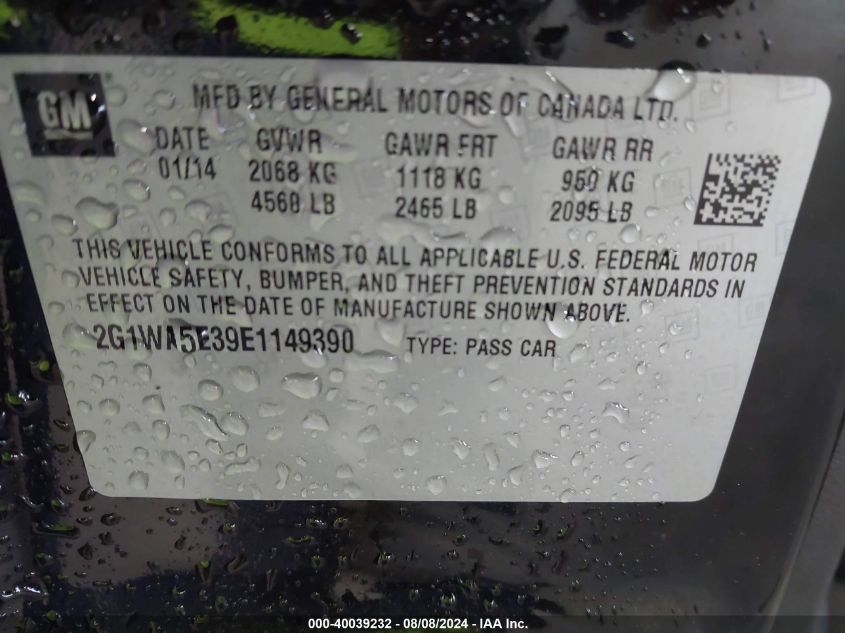 GM
MFD BY GENERAL MOTORS OF CANADA LTD.
DATE GVWR GAWR FRT GAWR RR
01/14 2068 KG 1118 KG 950 KG
4560 LB 2465 LB 2095 LB
THIS VEHICLE CONFORMS TO ALL APPLICABLE U.S. FEDERAL MOTOR
VEHICLE SAFETY, BUMPER, AND THEFT PREVENTION STANDARDS IN
EFFECT ON THE DATE OF MANUFACTURE SHOWN ABOVE.
2G1WA5E39E1149390 TYPE: PASS CAR
000-40039232 - 08/08/2024 - IAA Inc.